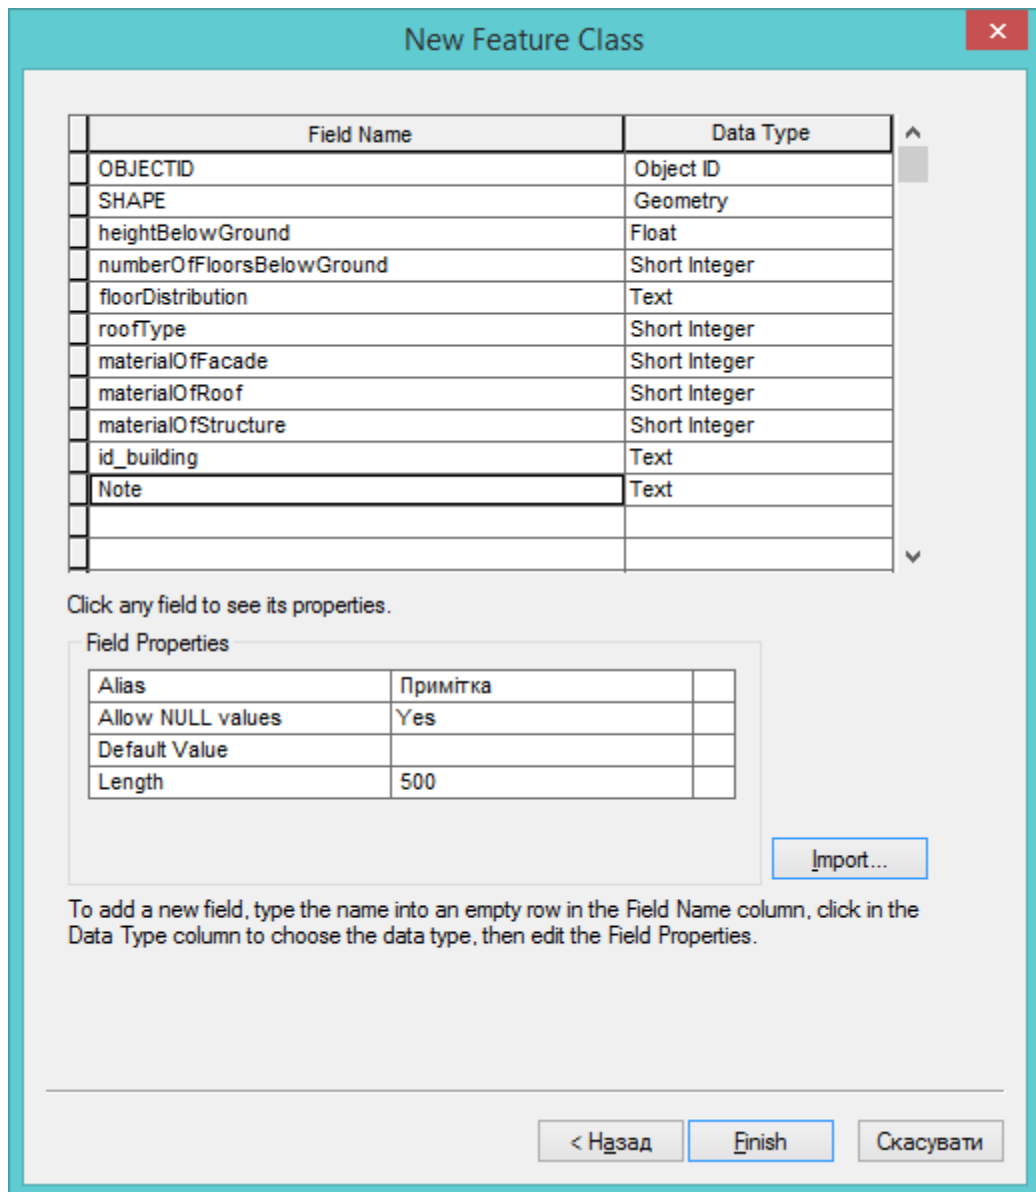 New Feature Class
Field Name Data Type
OBJECTID Object ID
SHAPE Geometry
heightBelowGround Float
numberOfFloorsBelowGround Short Integer
floorDistribution Text
roofType Short Integer
materialOfFacade Short Integer
materialOfRoof Short Integer
materialOfStructure Short Integer
id_building Text
Note Text
Click any field to see its properties.
Field Properties
Alias Примітка
Allow NULL values Yes
Default Value
Length 500
Import...
To add a new field, type the name into an empty row in the Field Name column, click in the
Data Type column to choose the data type, then edit the Field Properties.
< Назад Finish Скасувати